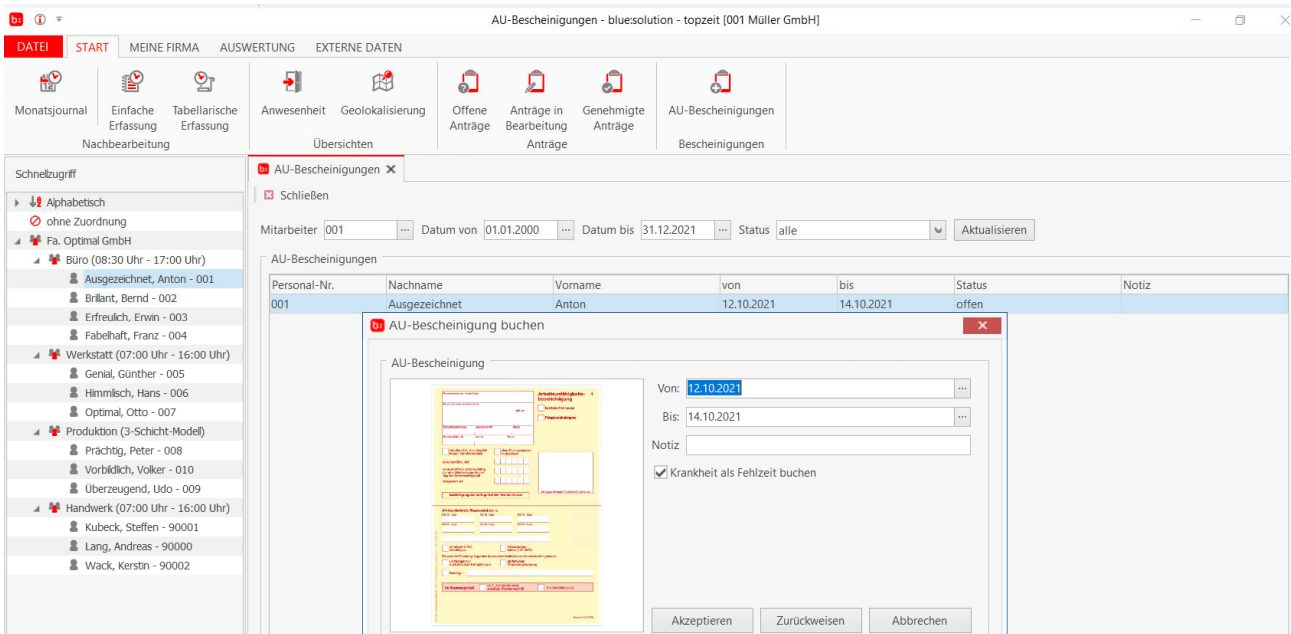 b:
AU-Bescheinigungen - blue:solution - topzeit [001 Müller GmbH]
DATEI START MEINE FIRMA AUSWERTUNG EXTERNE DATEN
Monatsjournal
Einfache Erfassung
Tabellarische Erfassung
Nachbearbeitung
Anwesenheit
Geolokalisierung
Übersichten
Offene Anträge
Anträge in Bearbeitung
Genehmigte Anträge
Anträge
AU-Bescheinigungen
Bescheinigungen
Schnellzugriff
Alphabetisch
ohne Zuordnung
Fa. Optimal GmbH
Büro (08:30 Uhr - 17:00 Uhr)
Ausgezeichnet, Anton - 001
Brillant, Bernd - 002
Erfreulich, Erwin - 003
Fabelhaft, Franz - 004
Werkstatt (07:00 Uhr - 16:00 Uhr)
Genial, Günther - 005
Himmlisch, Hans - 006
Optimal, Otto - 007
Produktion (3-Schicht-Modell)
Prächtig, Peter - 008
Vorbildlich, Volker - 010
Überzeugend, Udo - 009
Handwerk (07:00 Uhr - 16:00 Uhr)
Kubeck, Steffen - 90001
Lang, Andreas - 90000
Wack, Kerstin - 90002
b: AU-Bescheinigungen
Schließen
Mitarbeiter 001 ... Datum von 01.01.2000 ... Datum bis 31.12.2021 ... Status alle Aktualisieren
AU-Bescheinigungen
Personal-Nr. Nachname Vorname von bis Status Notiz
001 Ausgezeichnet Anton 12.10.2021 14.10.2021 offen
b: AU-Bescheinigung buchen
AU-Bescheinigung
Arbeitsunfähigkeits- 1
bescheinigung
Von: 12.10.2021 ...
Bis: 14.10.2021 ...
Notiz
Krankheit als Fehlzeit buchen
Akzeptieren Zurückweisen Abbrechen